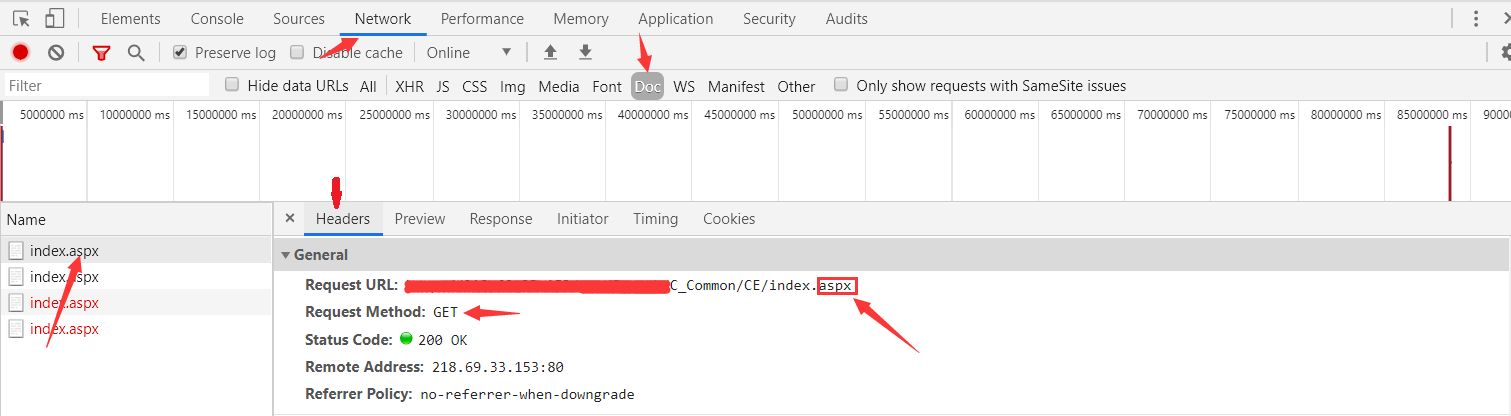 Elements Console Sources Network Performance Memory Application Security Audits
Preserve log Disable cache Online
Filter Hide data URLs All XHR JS CSS Img Media Font Doc WS Manifest Other Only show requests with SameSite issues
5000000 ms 10000000 ms 15000000 ms 20000000 ms 25000000 ms 30000000 ms 35000000 ms 40000000 ms 45000000 ms 50000000 ms 55000000 ms 60000000 ms 65000000 ms 70000000 ms 75000000 ms 80000000 ms 85000000 ms 90000
Name × Headers Preview Response Initiator Timing Cookies
index.aspx
index.aspx
index.aspx
index.aspx
General
Request URL: C_Common/CE/index.aspx
Request Method: GET
Status Code: 200 OK
Remote Address: 218.69.33.153:80
Referrer Policy: no-referrer-when-downgrade